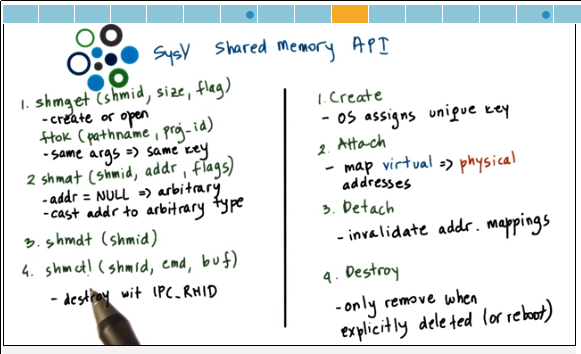 SysV Shared Memory API
1. shmget (shmid, size, flag)
- create or open
ftok (pathname, prj-id)
- same args => same key
2 shmat (shmid, addr, flags)
- addr = NULL => arbitrary
- cast addr to arbitrary type
3. shmdt (shmid)
4. shmctl (shmid, cmd, buf)
- destroy wit IPC_RMID
1. Create
- OS assigns unique key
2. Attach
- map virtual => physical
addresses
3. Detach
- invalidate addr. mappings
4. Destroy
- only remove when
explicitly deleted (or reboot)